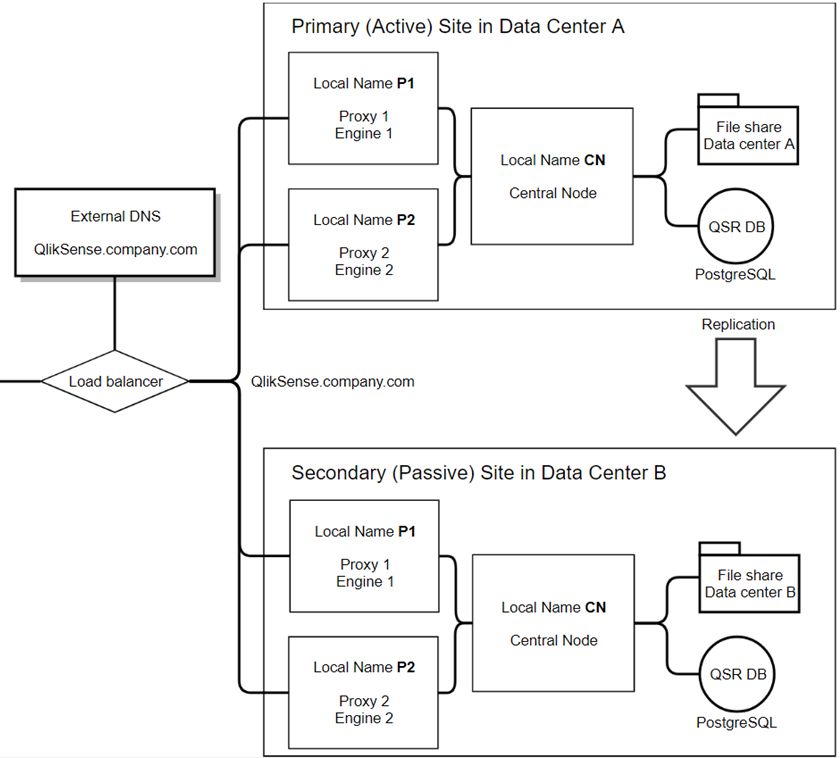 Primary (Active) Site in Data Center A
Local Name P1
Proxy 1
Engine 1
Local Name P2
Proxy 2
Engine 2
Local Name CN
Central Node
File share
Data center A
QSR DB
PostgreSQL
External DNS
QlikSense.company.com
Load balancer
QlikSense.company.com
Replication
Secondary (Passive) Site in Data Center B
Local Name P1
Proxy 1
Engine 1
Local Name P2
Proxy 2
Engine 2
Local Name CN
Central Node
File share
Data center B
QSR DB
PostgreSQL